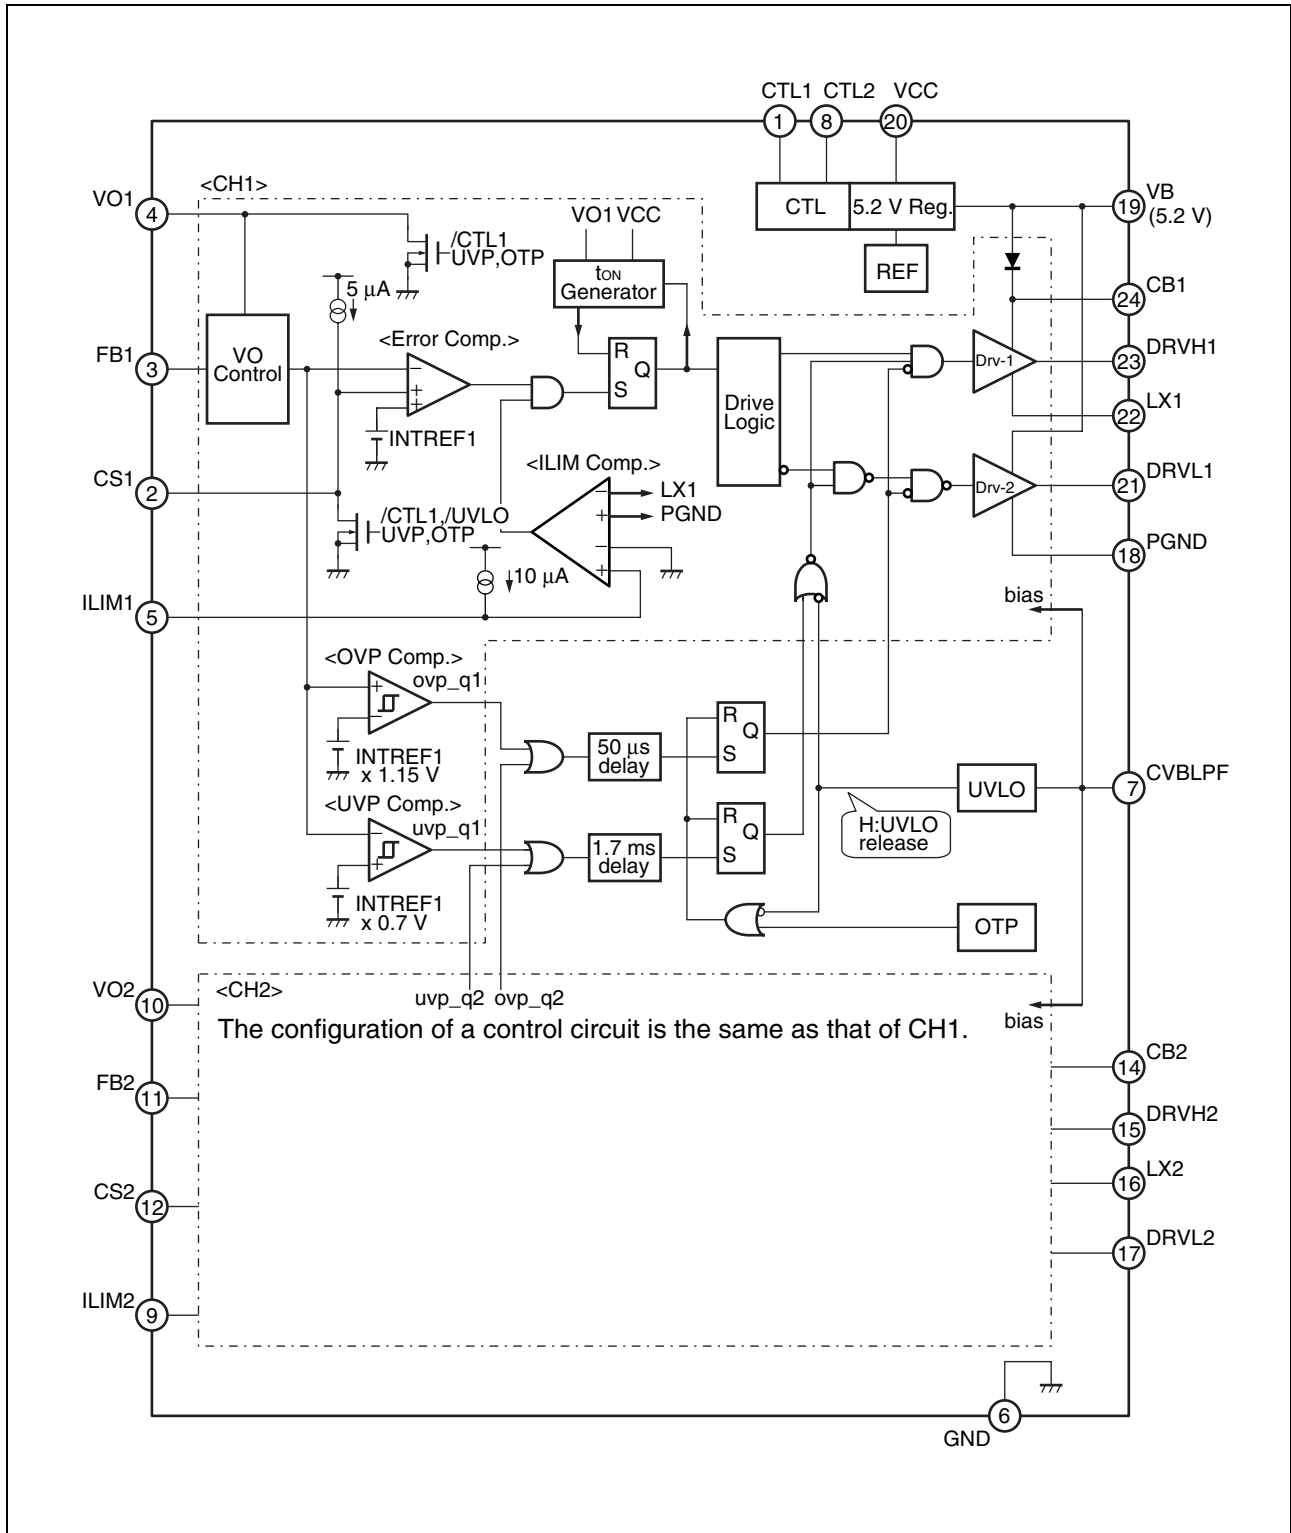 CTL1 CTL2 VCC
1 8 20
<CH1>
VO1
4
VO1 VCC
CTL
5.2 V Reg.
VB
19
(5.2 V)
/CTL1
UVP,OTP
tON
Generator
REF
5 µA
CB1
24
FB1
3
VO
Control
<Error Comp.>
−
+
+
INTREF1
R
S
Q
Drive
Logic
Drv-1
DRVH1
23
LX1
22
CS1
2
<ILIM Comp.>
−
+
−
+
LX1
PGND
Drv-2
DRVL1
21
/CTL1,/UVLO
UVP,OTP
PGND
18
10 µA
bias
ILIM1
5
<OVP Comp.>
ovp_q1
+
−
INTREF1
x 1.15 V
50 µs
delay
R
S
Q
<UVP Comp.>
uvp_q1
−
+
INTREF1
x 0.7 V
1.7 ms
delay
R
S
Q
UVLO
CVBLPF
7
H:UVLO
release
OTP
VO2
10
<CH2>
uvp_q2 ovp_q2
bias
The configuration of a control circuit is the same as that of CH1.
FB2
11
CB2
14
DRVH2
15
CS2
12
LX2
16
DRVL2
17
ILIM2
9
6
GND